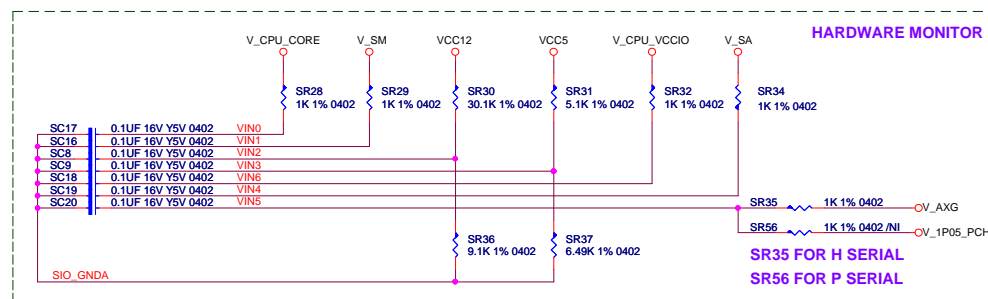 HARDWARE MONITOR
V_CPU_CORE V_SM VCC12 VCC5 V_CPU_VCCIO V_SA
SR28 SR29 SR30 SR31 SR32 SR34
1K 1% 0402 1K 1% 0402 30.1K 1% 0402 5.1K 1% 0402 1K 1% 0402 1K 1% 0402
SC17 0.1UF 16V Y5V 0402 VIN0
SC16 0.1UF 16V Y5V 0402 VIN1
SC8 0.1UF 16V Y5V 0402 VIN2
SC9 0.1UF 16V Y5V 0402 VIN3
SC18 0.1UF 16V Y5V 0402 VIN6
SC19 0.1UF 16V Y5V 0402 VIN4
SC20 0.1UF 16V Y5V 0402 VIN5
SR35 1K 1% 0402 V_AXG
SR56 1K 1% 0402 /NI V_1P05_PCH
SR36 SR37
9.1K 1% 0402 6.49K 1% 0402
SR35 FOR H SERIAL
SIO_GNDA
SR56 FOR P SERIAL